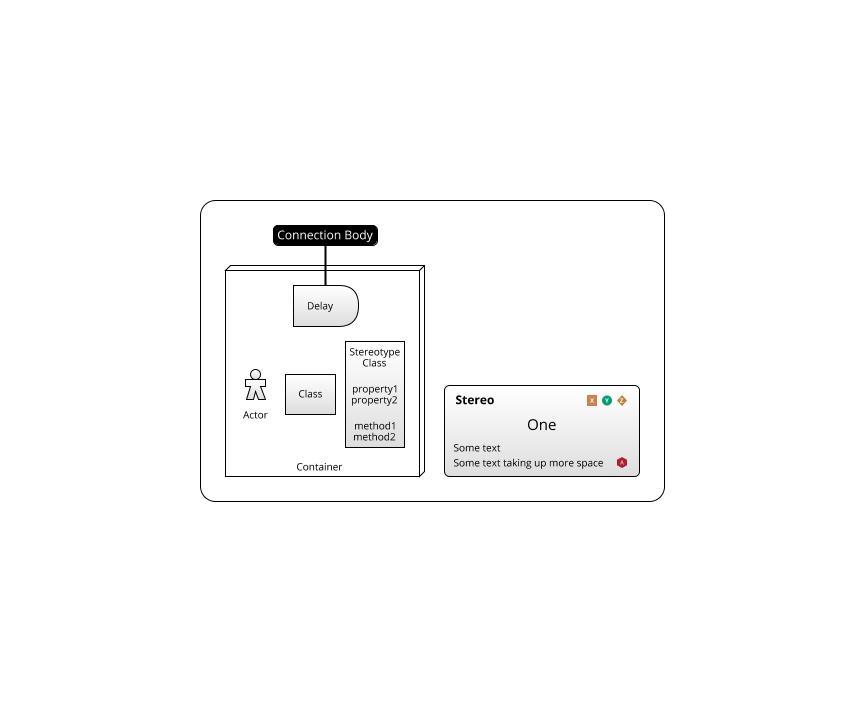 Connection Body
Delay
Stereotype
Class
property1
property2
method1
method2
Class
Actor
Container
Stereo
X Y Z
One
Some text
Some text taking up more space
A